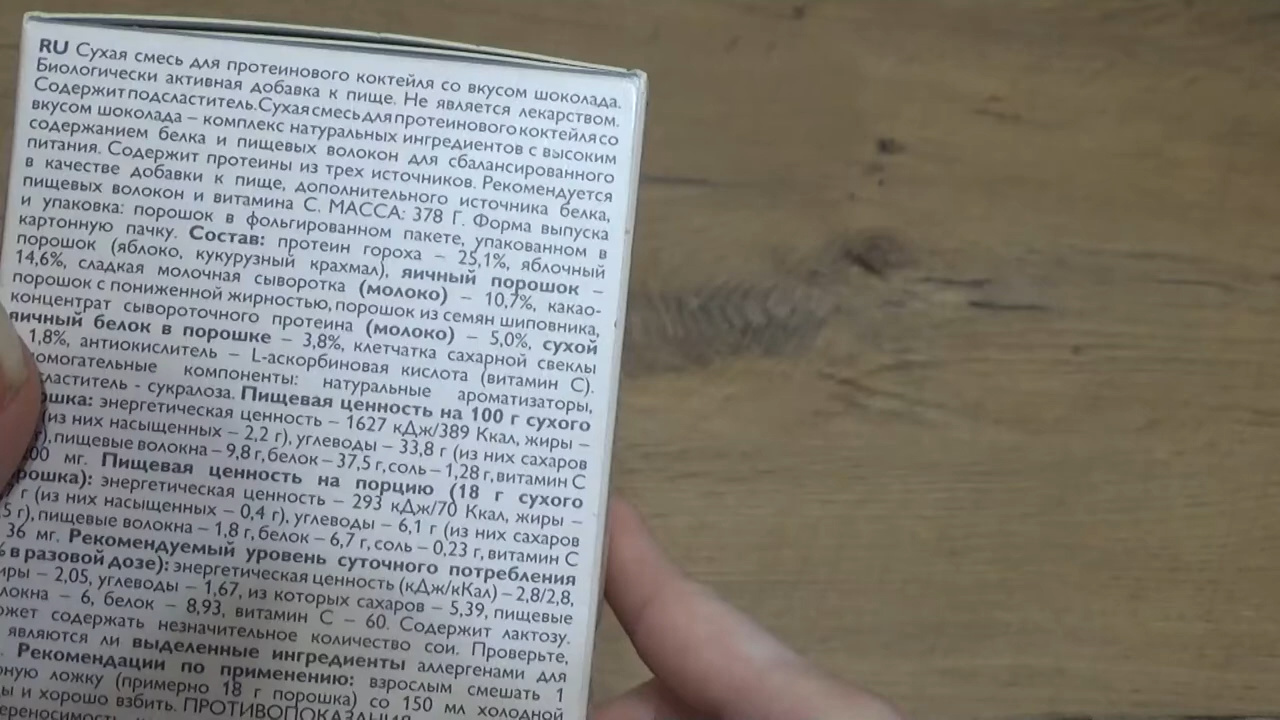 RU Сухая смесь для протеинового коктейля со вкусом шоколада.
Биологически активная добавка к пище. Не является лекарством.
Содержит подсластитель. Сухая смесь для протеинового коктейля со
вкусом шоколада – комплекс натуральных ингредиентов с высоким
содержанием белка и пищевых волокон для сбалансированного
питания. Содержит протеины из трех источников. Рекомендуется
в качестве добавки к пище, дополнительного источника белка,
пищевых волокон и витамина С. МАССА: 378 Г. Форма выпуска
и упаковка: порошок в фольгированном пакете, упакованном в
картонную пачку. Состав: протеин гороха – 25,1%, яблочный
порошок (яблоко, кукурузный крахмал), яичный порошок –
14,6%, сладкая молочная сыворотка (молоко) – 10,7%, какао-
порошок с пониженной жирностью, порошок из семян шиповника,
концентрат сывороточного протеина (молоко) – 5,0%, сухой
яичный белок в порошке – 3,8%, клетчатка сахарной свеклы
1,8%, антиокислитель – L-аскорбиновая кислота (витамин С).
омогательные компоненты: натуральные ароматизаторы,
ластитель - сукралоза. Пищевая ценность на 100 г сухого
ошка: энергетическая ценность – 1627 кДж/389 Ккал, жиры –
(из них насыщенных – 2,2 г), углеводы – 33,8 г (из них сахаров
г), пищевые волокна – 9,8 г, белок – 37,5 г, соль – 1,28 г, витамин С
00 мг. Пищевая ценность на порцию (18 г сухого
рошка): энергетическая ценность – 293 кДж/70 Ккал, жиры –
7 г (из них насыщенных – 0,4 г), углеводы – 6,1 г (из них сахаров
5 г), пищевые волокна – 1,8 г, белок – 6,7 г, соль – 0,23 г, витамин С
36 мг. Рекомендуемый уровень суточного потребления
% в разовой дозе): энергетическая ценность (кДж/кКал) – 2,8/2,8,
иры – 2,05, углеводы – 1,67, из которых сахаров – 5,39, пищевые
локна – 6, белок – 8,93, витамин С – 60. Содержит лактозу.
ожет содержать незначительное количество сои. Проверьте,
являются ли выделенные ингредиенты аллергенами для
. Рекомендации по применению: взрослым смешать 1
рную ложку (примерно 18 г порошка) со 150 мл холодной
ы и хорошо взбить. ПРОТИВОПОКАЗАНИЯ